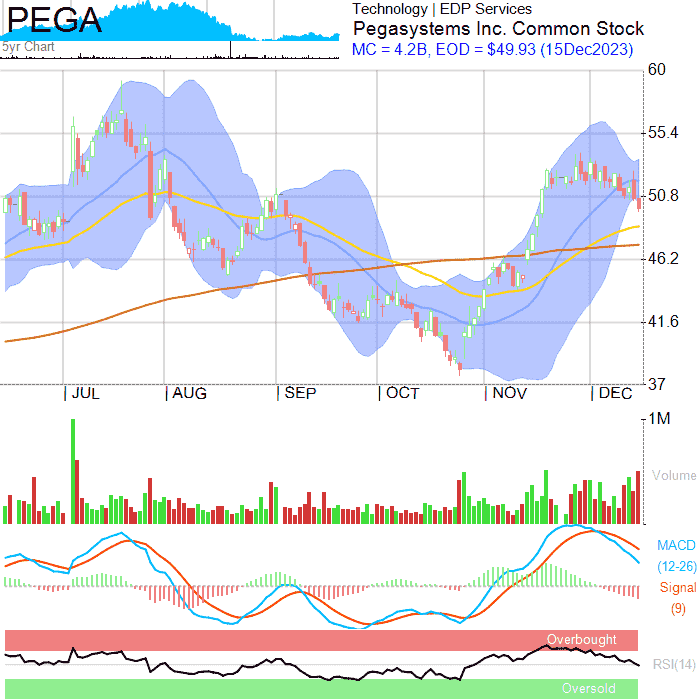 PEGA
5yr Chart
Technology | EDP Services
Pegasystems Inc. Common Stock
MC = 4.2B, EOD = $49.93 (15Dec2023)
60
55.4
50.8
46.2
41.6
37
JUL AUG SEP OCT NOV DEC
1M
Volume
MACD
(12-26)
Signal
(9)
Overbought
RSI(14)
Oversold